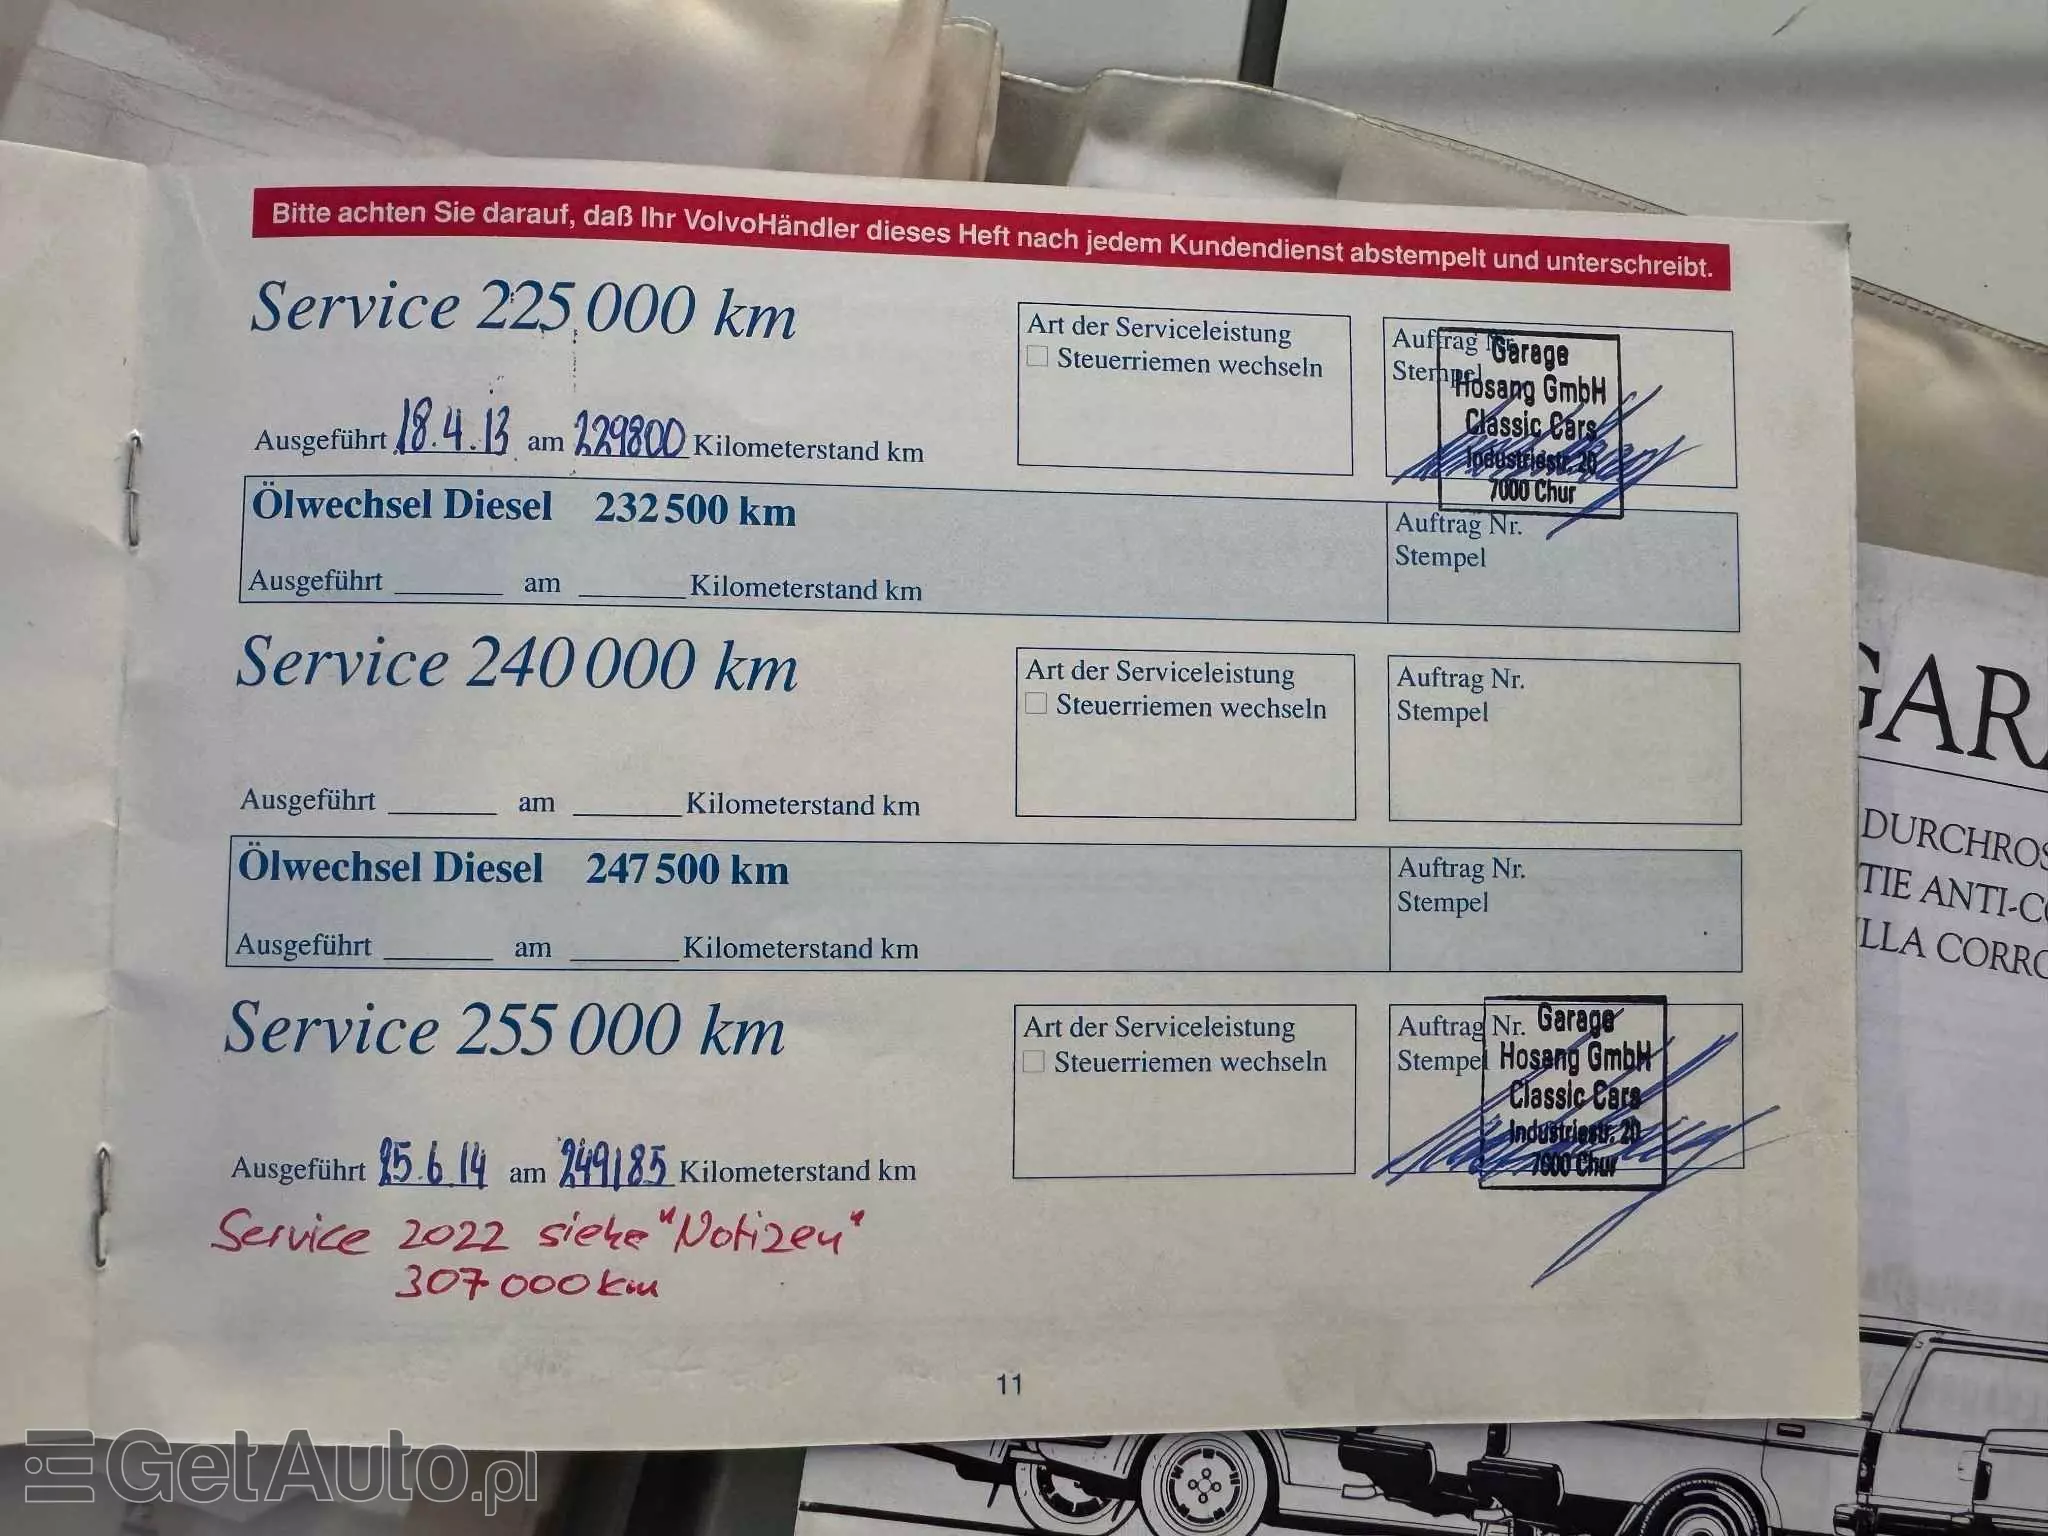 Bitte achten Sie darauf, daß Ihr VolvoHändler dieses Heft nach jedem Kundendienst abstempelt und unterschreibt.
Service 225 000 km
Art der Serviceleistung
Steuerriemen wechseln
Auftrag Nr.
Stempel
Garage
Hosang GmbH
Classic Cars
Industriestr. 20
7000 Chur
Ausgeführt 18.4.13 am 229800 Kilometerstand km
Ölwechsel Diesel 232 500 km
Auftrag Nr.
Stempel
Ausgeführt am Kilometerstand km
Service 240 000 km
Art der Serviceleistung
Steuerriemen wechseln
Auftrag Nr.
Stempel
Ausgeführt am Kilometerstand km
Ölwechsel Diesel 247 500 km
Auftrag Nr.
Stempel
Ausgeführt am Kilometerstand km
Service 255 000 km
Art der Serviceleistung
Steuerriemen wechseln
Auftrag Nr.
Stempel
Garage
Hosang GmbH
Classic Cars
Industriestr. 20
7000 Chur
Ausgeführt 25.6.14 am 249185 Kilometerstand km
Service 2022 siehe "Notizen"
307000 km
11
GARA
DURCHROS
TIE ANTI-CO
LLA CORRO
GetAuto.pl